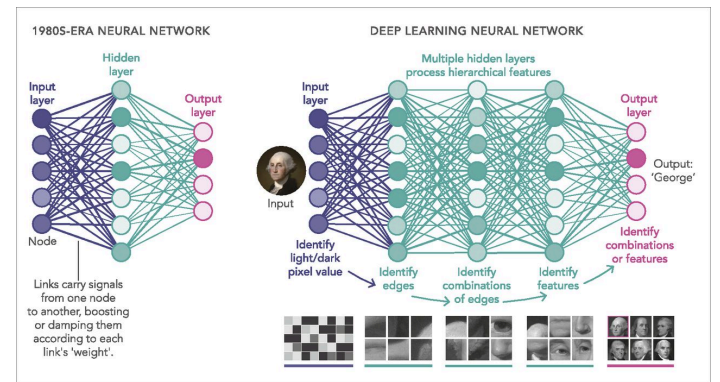 1980S-ERA NEURAL NETWORK
Hidden
layer
Input
layer
Output
layer
Node
Links carry signals
from one node
to another, boosting
or damping them
according to each
link's 'weight'.
DEEP LEARNING NEURAL NETWORK
Multiple hidden layers
process hierarchical features
Input
layer
Output
layer
Input
Output:
'George'
Identify
light/dark
pixel value
Identify
edges
Identify
combinations
of edges
Identify
features
Identify
combinations
or features